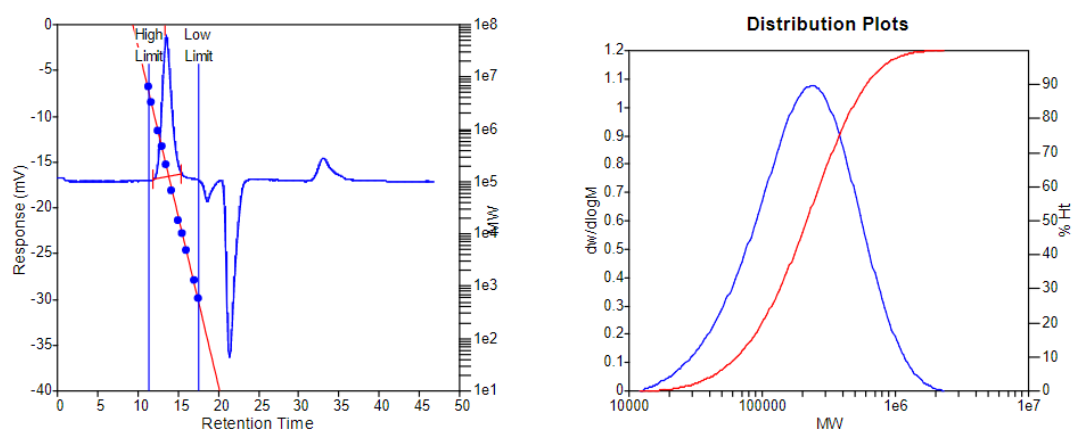 High Limit
Low Limit
0
-5
-10
-15
-20
-25
-30
-35
-40
Response (mV)
1e8
1e7
1e6
1e5
1e4
1e3
1e2
1e1
MW
0 5 10 15 20 25 30 35 40 45 50
Retention Time
Distribution Plots
1.2
1.1
1
0.9
0.8
0.7
0.6
0.5
0.4
0.3
0.2
0.1
0
dw/dlogM
90
80
70
60
50
40
30
20
10
0
% Ht
10000 100000 1e6 1e7
MW